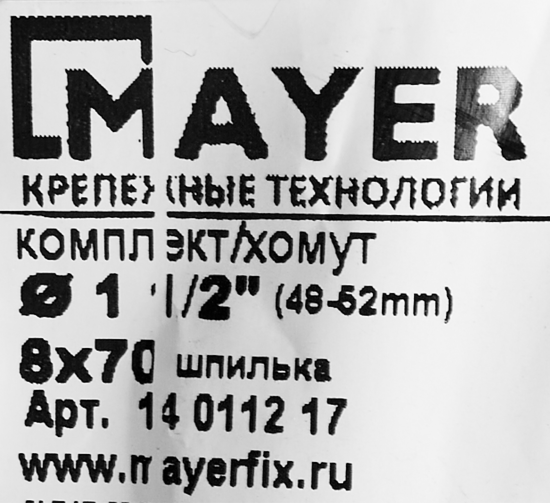 MAYER
КРЕПЕЖНЫЕ ТЕХНОЛОГИИ
КОМПЛЕКТ/ХОМУТ
Ø 1 1/2" (48-52mm)
8x70 шпилька
Арт. 14 0112 17
www.mayerfix.ru